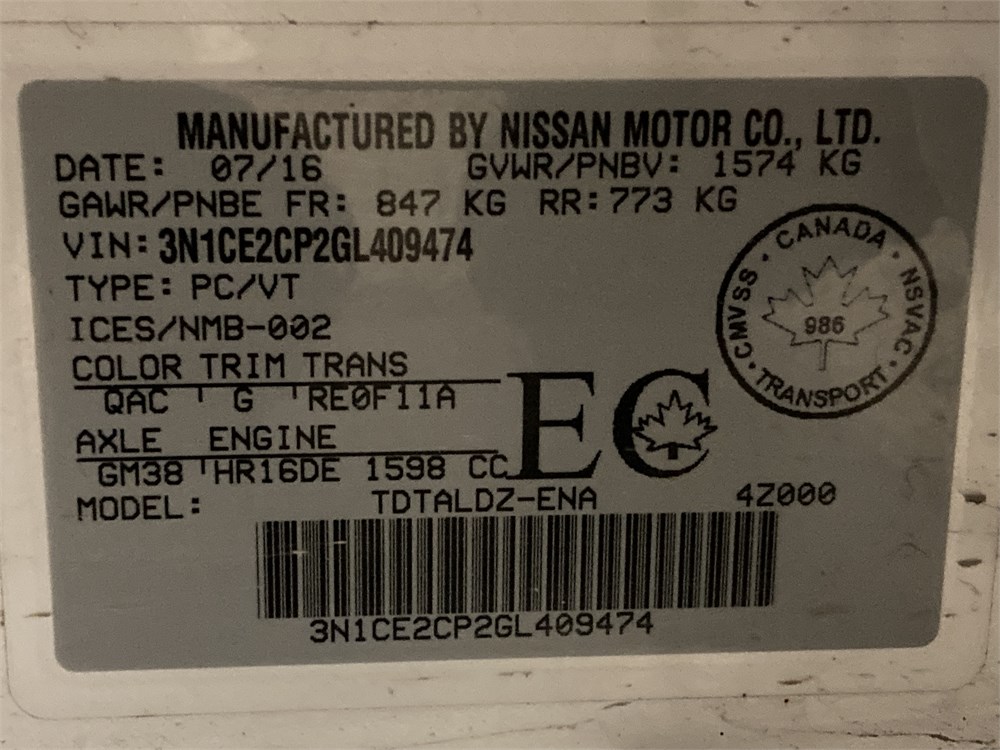 MANUFACTURED BY NISSAN MOTOR CO., LTD.
DATE: 07/16 GVWR/PNBV: 1574 KG
GAWR/PNBE FR: 847 KG RR: 773 KG
VIN: 3N1CE2CP2GL409474
TYPE: PC/VT
ICES/NMB-002
COLOR TRIM TRANS
QAC G RE0F11A
AXLE ENGINE
GM38 HR16DE 1598 CC
EC
CANADA · NSVAC · TRANSPORT · CMVSS ·
986
MODEL: TDTALDZ-ENA 4Z000
3N1CE2CP2GL409474